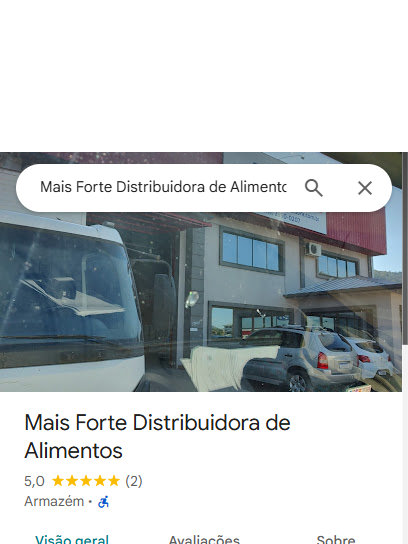 Mais Forte Distribuidora de Alimento
Mais Forte Distribuidora de
Alimentos
5,0 (2)
Armazém •
Visão geral Avaliações Sobre